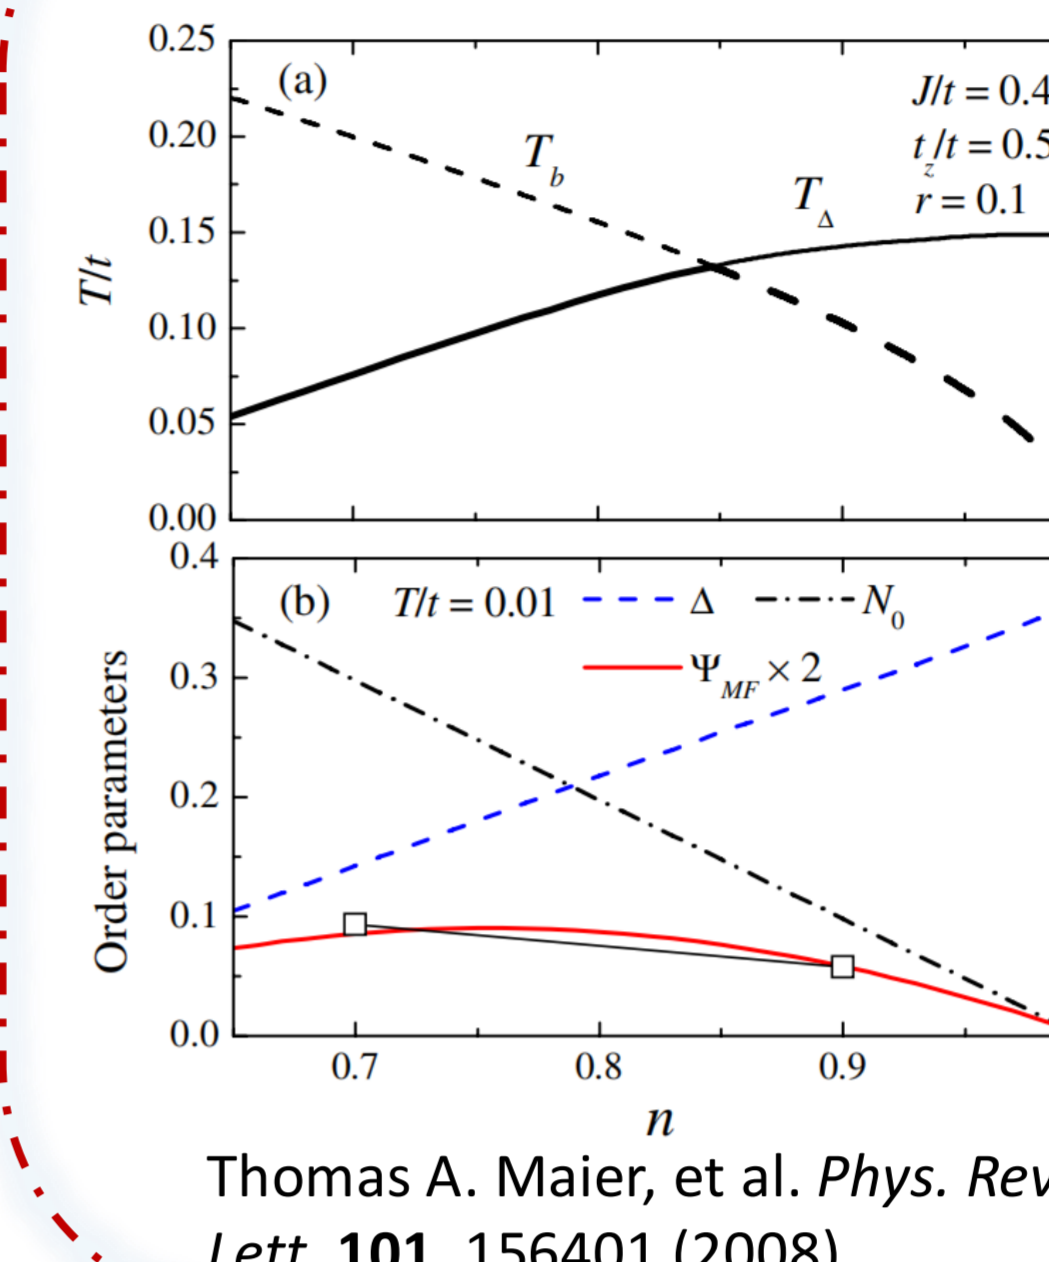 0.25
(a)
J/t = 0.4
0.20
T_b
t_z/t = 0.5
T_Δ
r = 0.1
0.15
T/t
0.10
0.05
0.00
0.4
(b) T/t = 0.01 Δ N_0
Ψ_MF × 2
0.3
Order parameters
0.2
0.1
0.0
0.7 0.8 0.9
n
Thomas A. Maier, et al. Phys. Rev
Lett. 101, 156401 (2008)